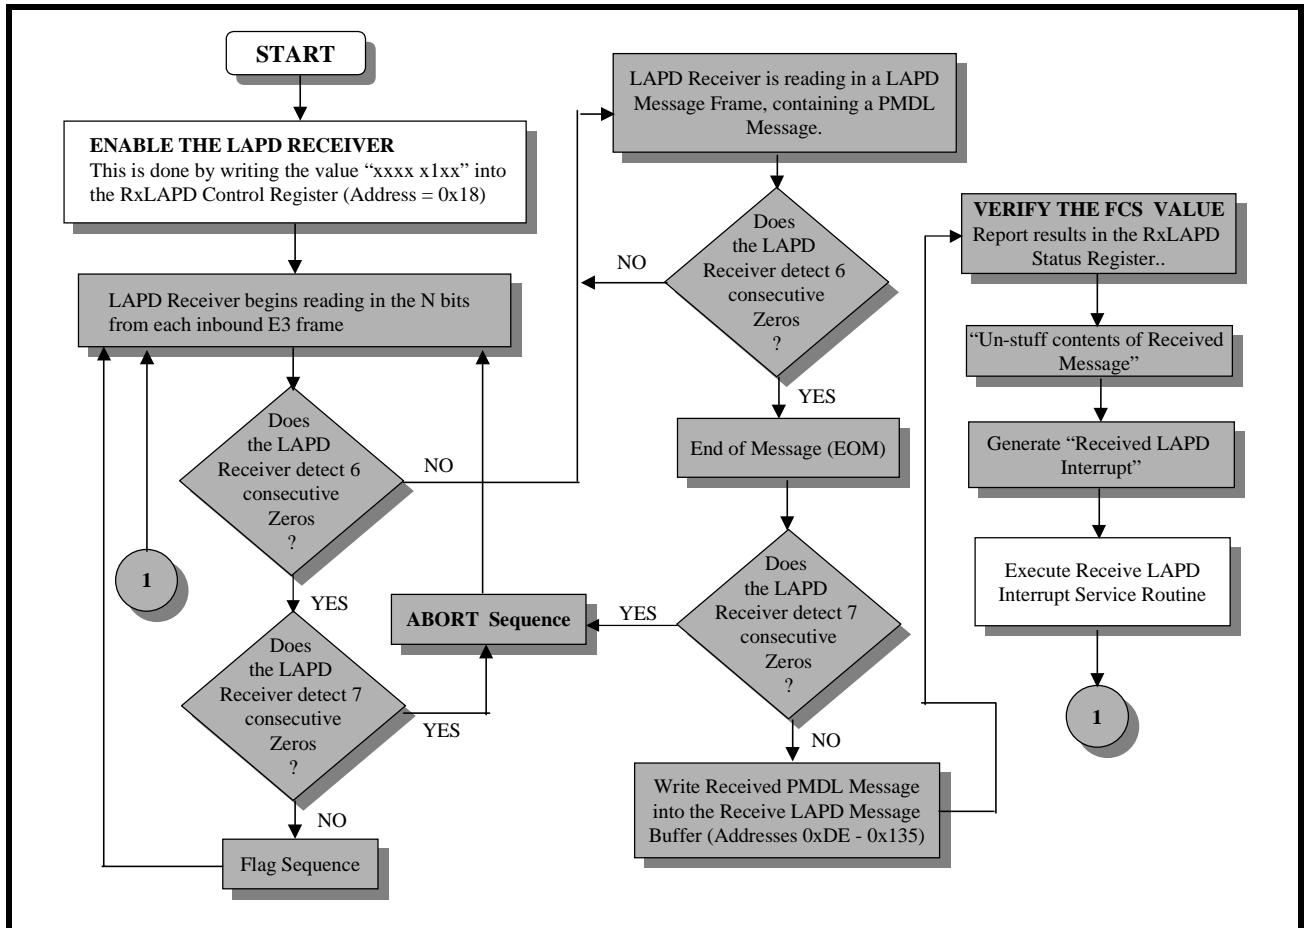 START
ENABLE THE LAPD RECEIVER
This is done by writing the value “xxxx x1xx” into
the RxLAPD Control Register (Address = 0x18)
LAPD Receiver begins reading in the N bits
from each inbound E3 frame
Does
the LAPD
Receiver detect 6
consecutive
Zeros
?
NO
YES
1
Does
the LAPD
Receiver detect 7
consecutive
Zeros
?
YES
NO
Flag Sequence
ABORT Sequence
LAPD Receiver is reading in a LAPD
Message Frame, containing a PMDL
Message.
Does
the LAPD
Receiver detect 6
consecutive
Zeros
?
NO
YES
End of Message (EOM)
Does
the LAPD
Receiver detect 7
consecutive
Zeros
?
YES
NO
Write Received PMDL Message
into the Receive LAPD Message
Buffer (Addresses 0xDE - 0x135)
VERIFY THE FCS VALUE
Report results in the RxLAPD
Status Register..
“Un-stuff contents of Received
Message”
Generate “Received LAPD
Interrupt”
Execute Receive LAPD
Interrupt Service Routine
1